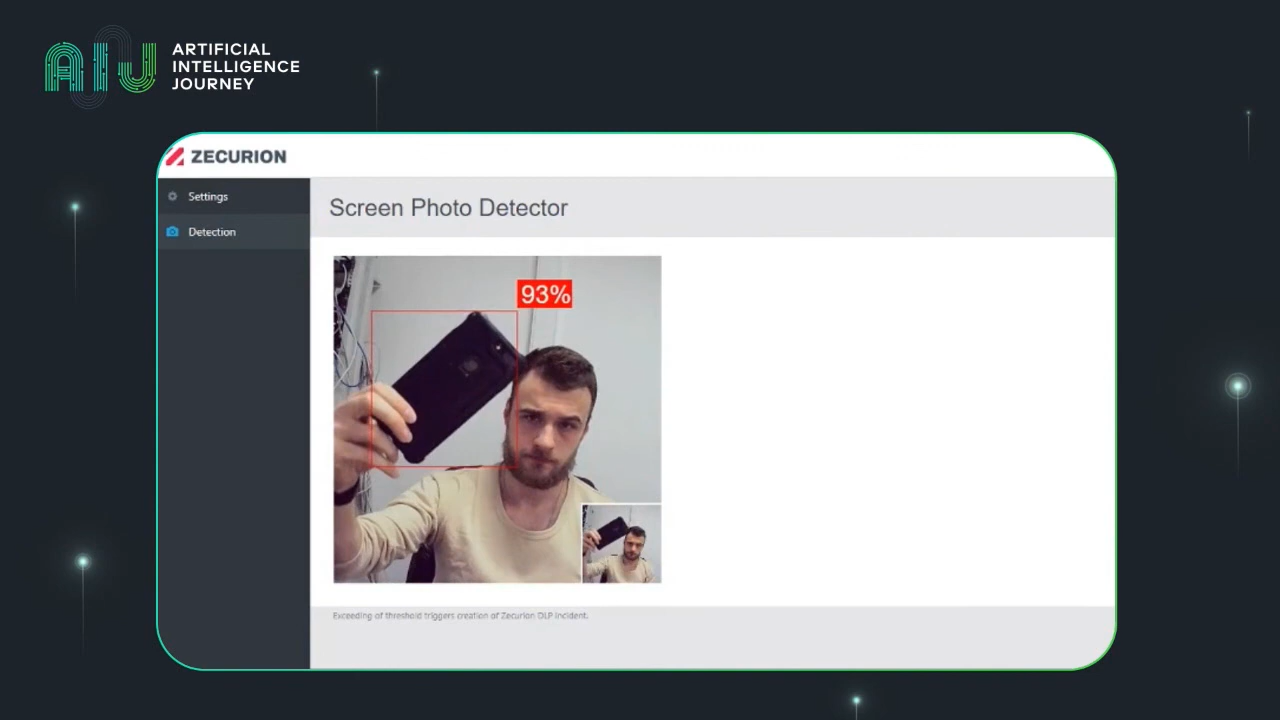 AIJ
ARTIFICIAL
INTELLIGENCE
JOURNEY
ZECURION
Settings
Detection
Screen Photo Detector
93%
Exceeding of threshold triggers creation of Zecurion DLP incident.